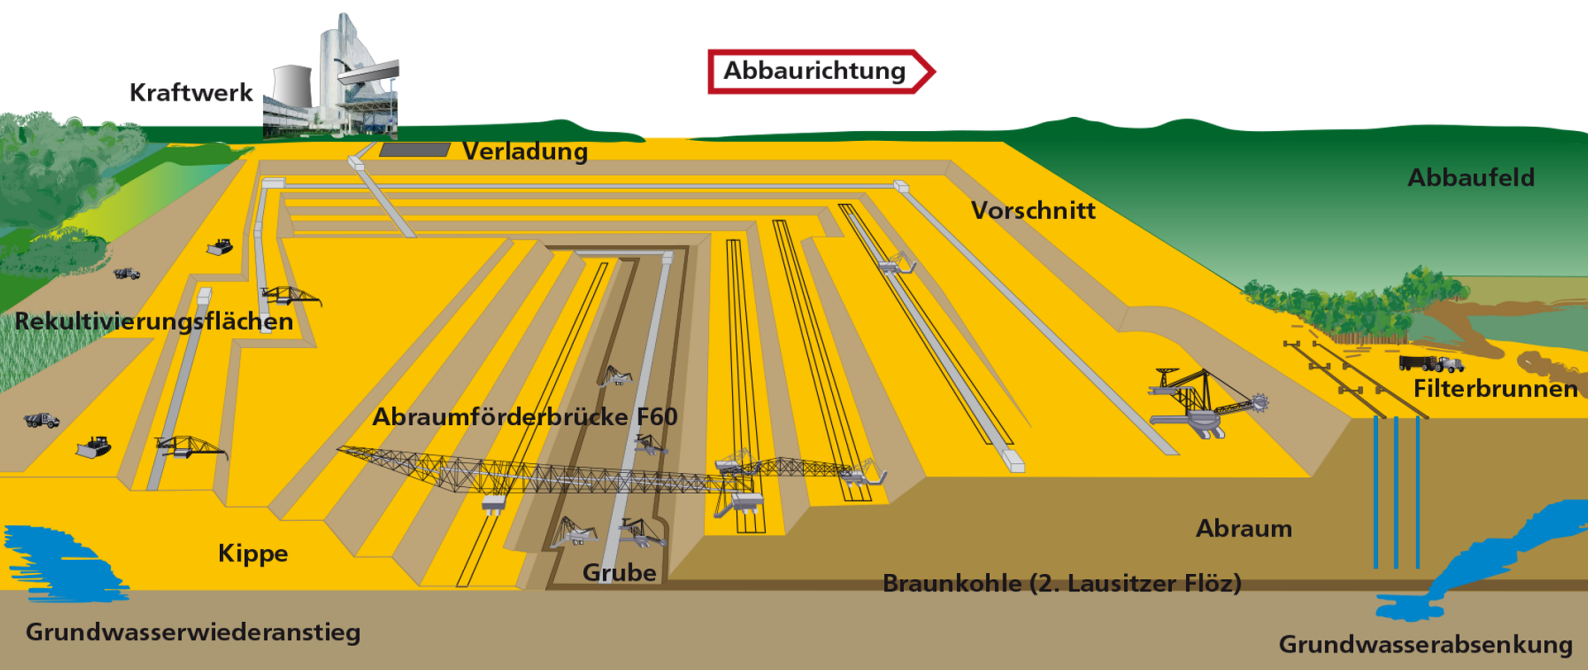 Abbaurichtung
Kraftwerk
Verladung
Abbaufeld
Vorschnitt
Rekultivierungsflächen
Filterbrunnen
Abraumförderbrücke F60
Abraum
Kippe
Grube
Braunkohle (2. Lausitzer Flöz)
Grundwasserwiederanstieg
Grundwasserabsenkung